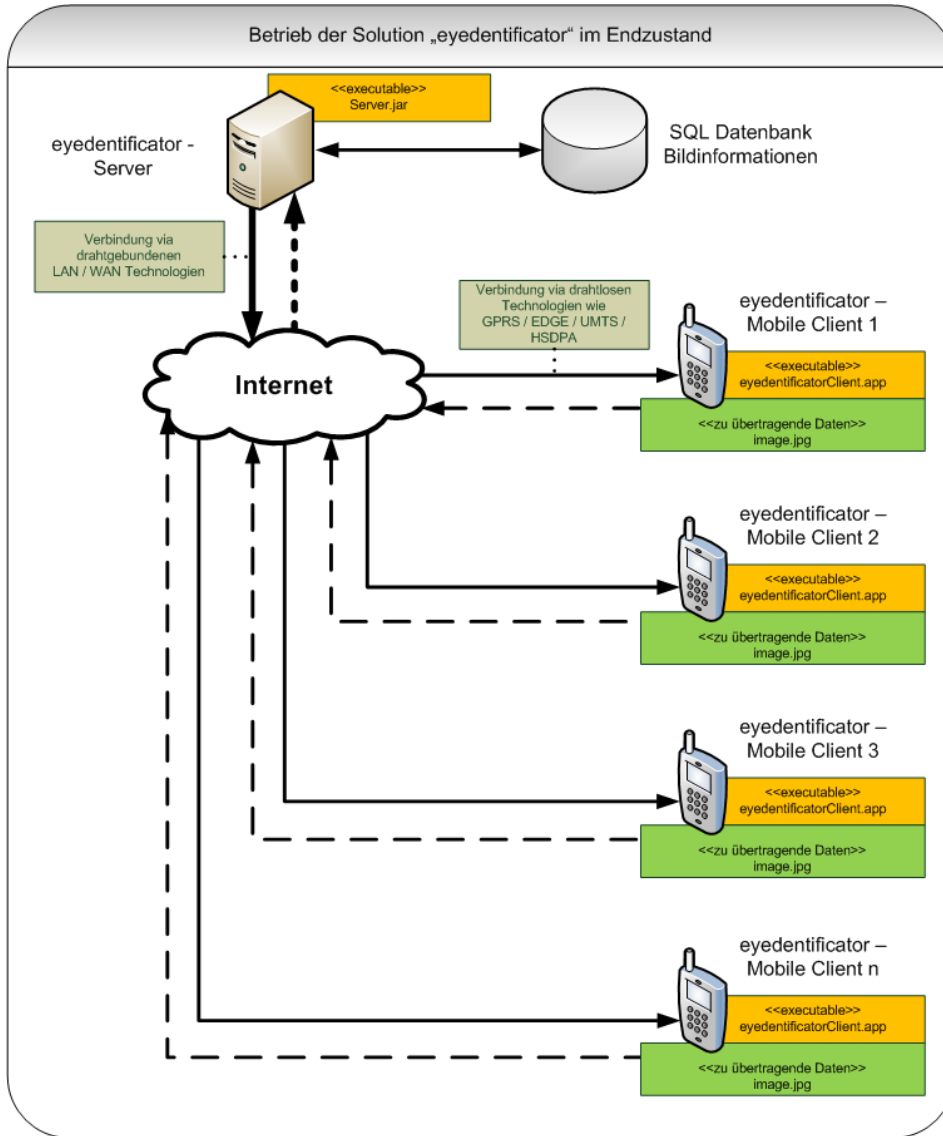 Betrieb der Solution „eyedentificator“ im Endzustand
<<executable>>
Server.jar
eyedentificator -
Server
SQL Datenbank
Bildinformationen
Verbindung via
drahtgebundenen
LAN / WAN Technologien
Verbindung via drahtlosen
Technologien wie
GPRS / EDGE / UMTS /
HSDPA
Internet
eyedentificator –
Mobile Client 1
<<executable>>
eyedentificatorClient.app
<<zu übertragende Daten>>
image.jpg
eyedentificator –
Mobile Client 2
<<executable>>
eyedentificatorClient.app
<<zu übertragende Daten>>
image.jpg
eyedentificator –
Mobile Client 3
<<executable>>
eyedentificatorClient.app
<<zu übertragende Daten>>
image.jpg
eyedentificator –
Mobile Client n
<<executable>>
eyedentificatorClient.app
<<zu übertragende Daten>>
image.jpg